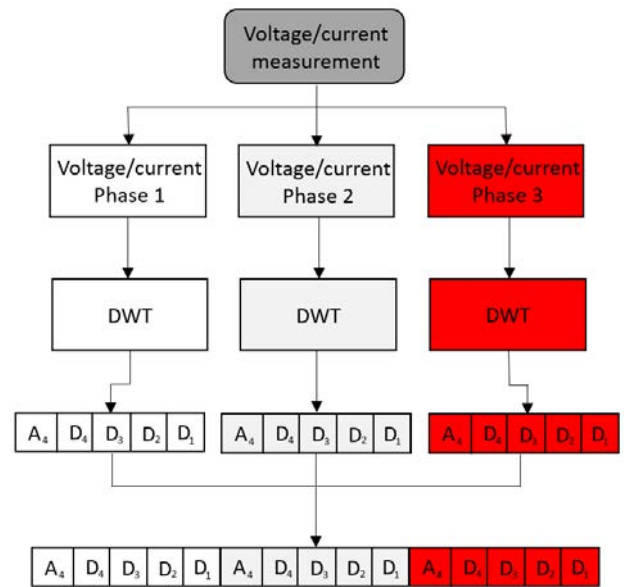 Voltage/current
measurement
Voltage/current
Phase 1
Voltage/current
Phase 2
Voltage/current
Phase 3
DWT
DWT
DWT
A₄ D₄ D₃ D₂ D₁
A₄ D₄ D₃ D₂ D₁
A₄ D₄ D₃ D₂ D₁
A₄ D₄ D₃ D₂ D₁ A₄ D₄ D₃ D₂ D₁ A₄ D₄ D₃ D₂ D₁